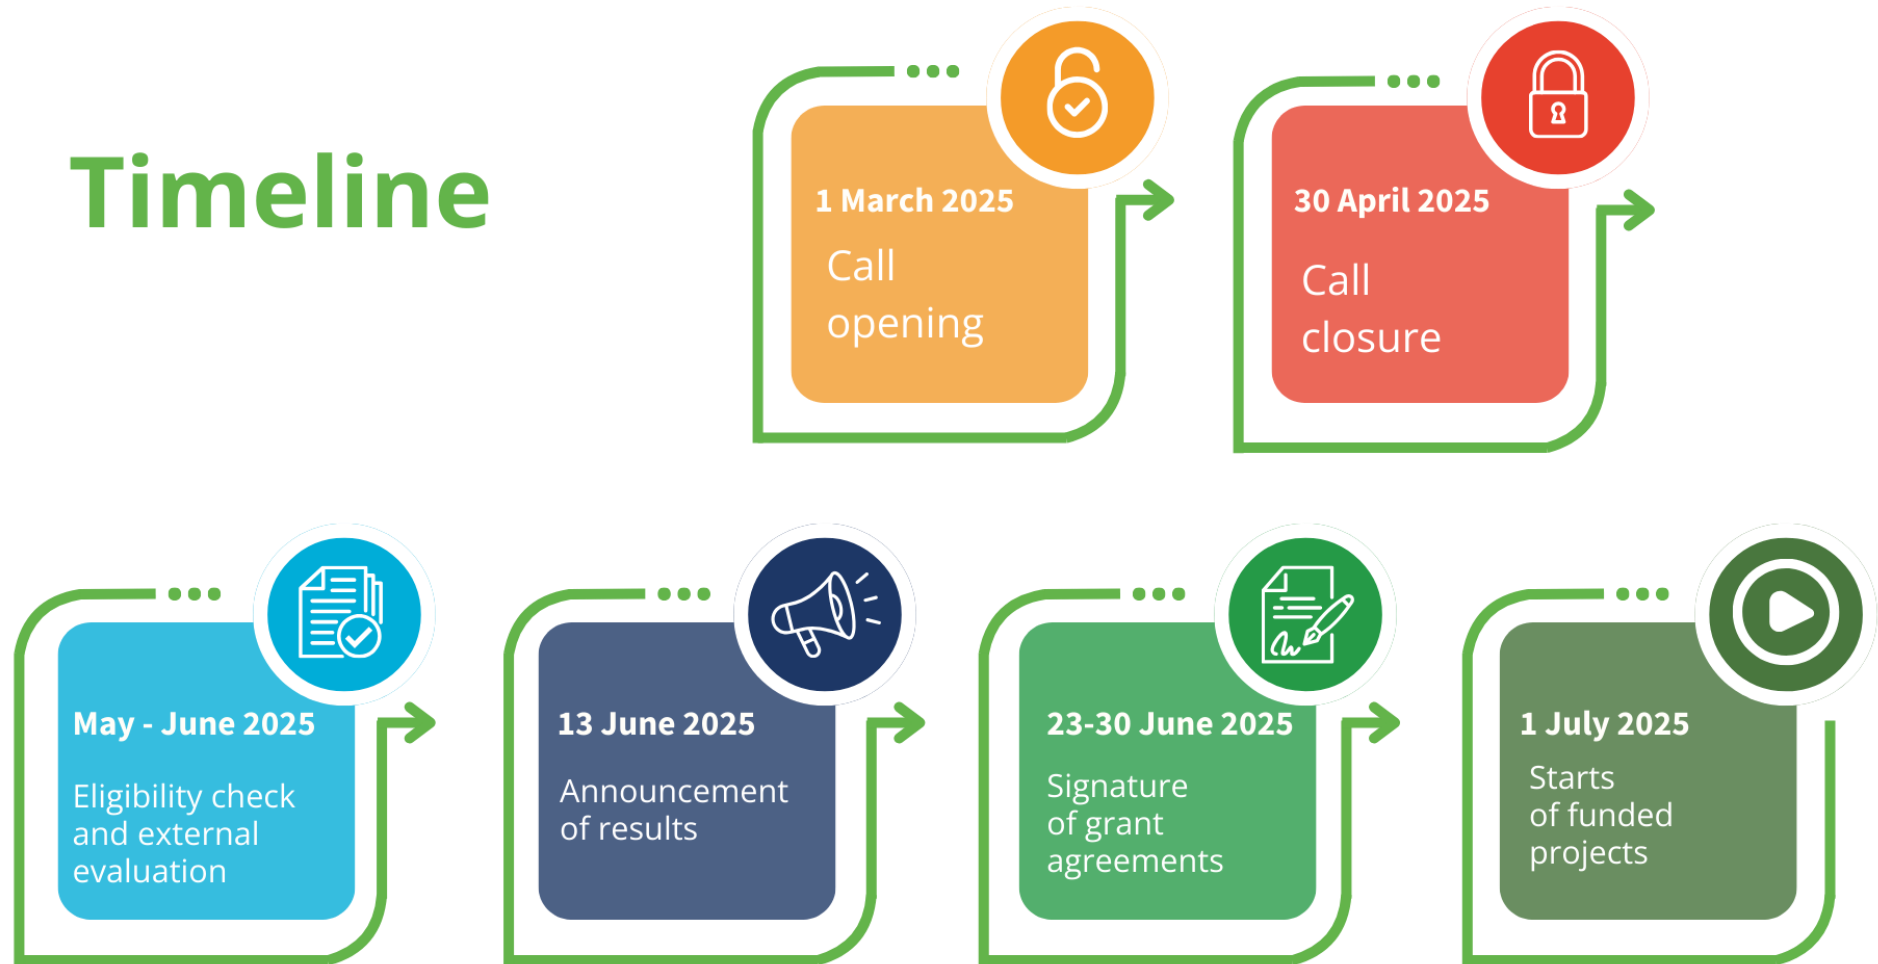 Timeline
1 March 2025
Call
opening
30 April 2025
Call
closure
May - June 2025
Eligibility check
and external
evaluation
13 June 2025
Announcement
of results
23-30 June 2025
Signature
of grant
agreements
1 July 2025
Starts
of funded
projects